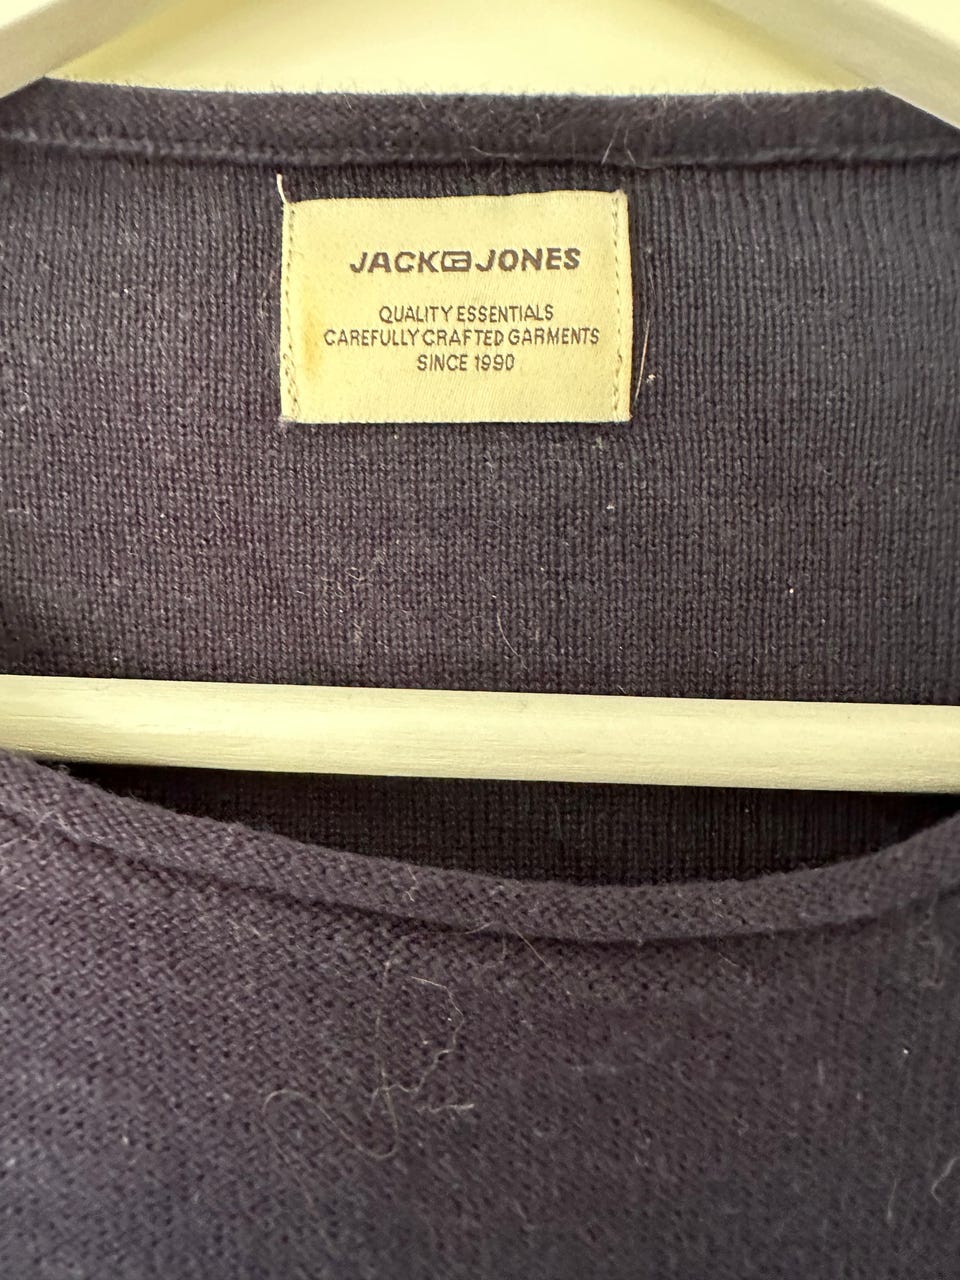 JACK & JONES
QUALITY ESSENTIALS
CAREFULLY CRAFTED GARMENTS
SINCE 1990